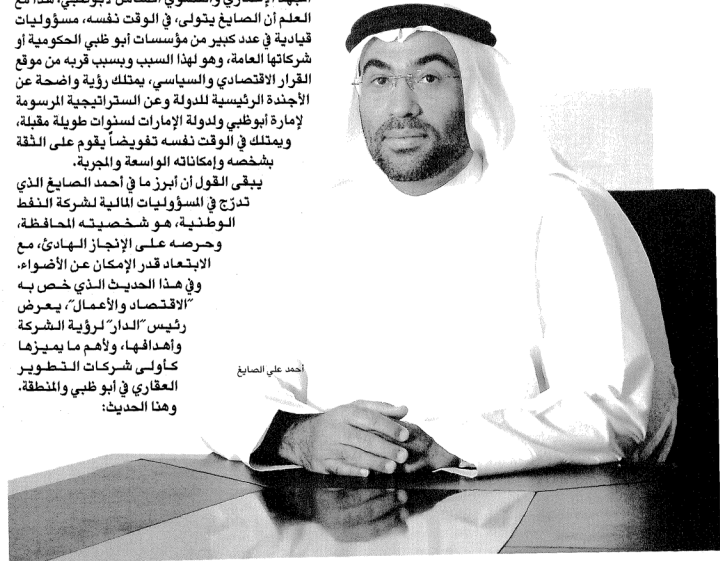 العلم أن الصايغ يتولى، في الوقت نفسه، مسؤوليات
قيادية في عدد كبير من مؤسسات أبو ظبي الحكومية أو
شركاتها العامة، وهو لهذا السبب وبسبب قربه من موقع
القرار الاقتصادي والسياسي، يمتلك رؤية واضحة عن
الأجندة الرئيسية للدولة وعن الستراتيجية المرسومة
لإمارة أبوظبي ولدولة الإمارات لسنوات طويلة مقبلة،
ويمتلك في الوقت نفسه تفويضاً يقوم على الثقة
بشخصه وإمكاناته الواسعة والمجربة.
يبقى القول أن أبرز ما في أحمد الصايغ الذي
تدرّج في المسؤوليات المالية لشركة النفط
الوطنية، هو شخصيته المحافظة،
وحرصه على الإنجاز الهادئ، مع
الابتعاد قدر الإمكان عن الأضواء.
وفي هذا الحديث الذي خص به
"الاقتصاد والأعمال"، يعرض
رئيس "الدار" لرؤية الشركة
وأهدافها، ولأهم ما يميزها
كأولى شركات التطوير
العقاري في أبو ظبي والمنطقة.
وهنا الحديث:
أحمد علي الصايغ